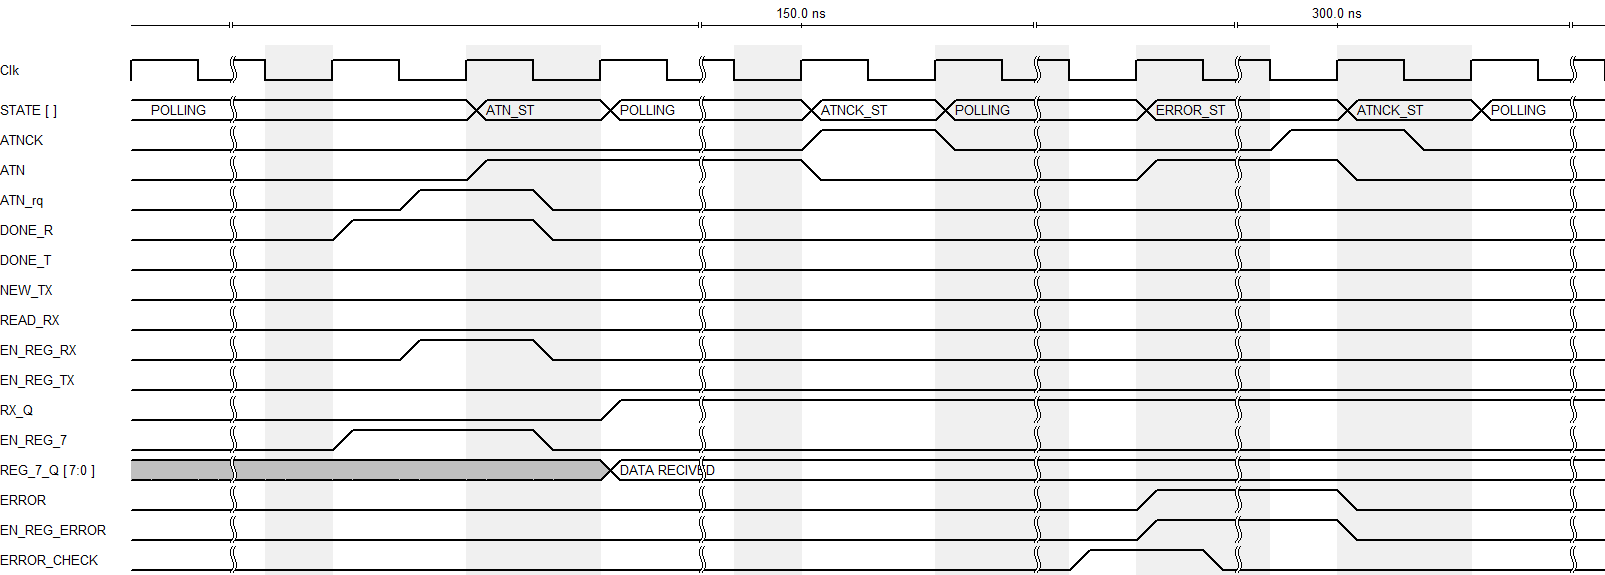 150.0 ns 300.0 ns
Clk
STATE [ ] POLLING ATN_ST POLLING ATNCK_ST POLLING ERROR_ST ATNCK_ST POLLING
ATNCK
ATN
ATN_rq
DONE_R
DONE_T
NEW_TX
READ_RX
EN_REG_RX
EN_REG_TX
RX_Q
EN_REG_7
REG_7_Q [ 7:0 ] DATA RECIVED
ERROR
EN_REG_ERROR
ERROR_CHECK